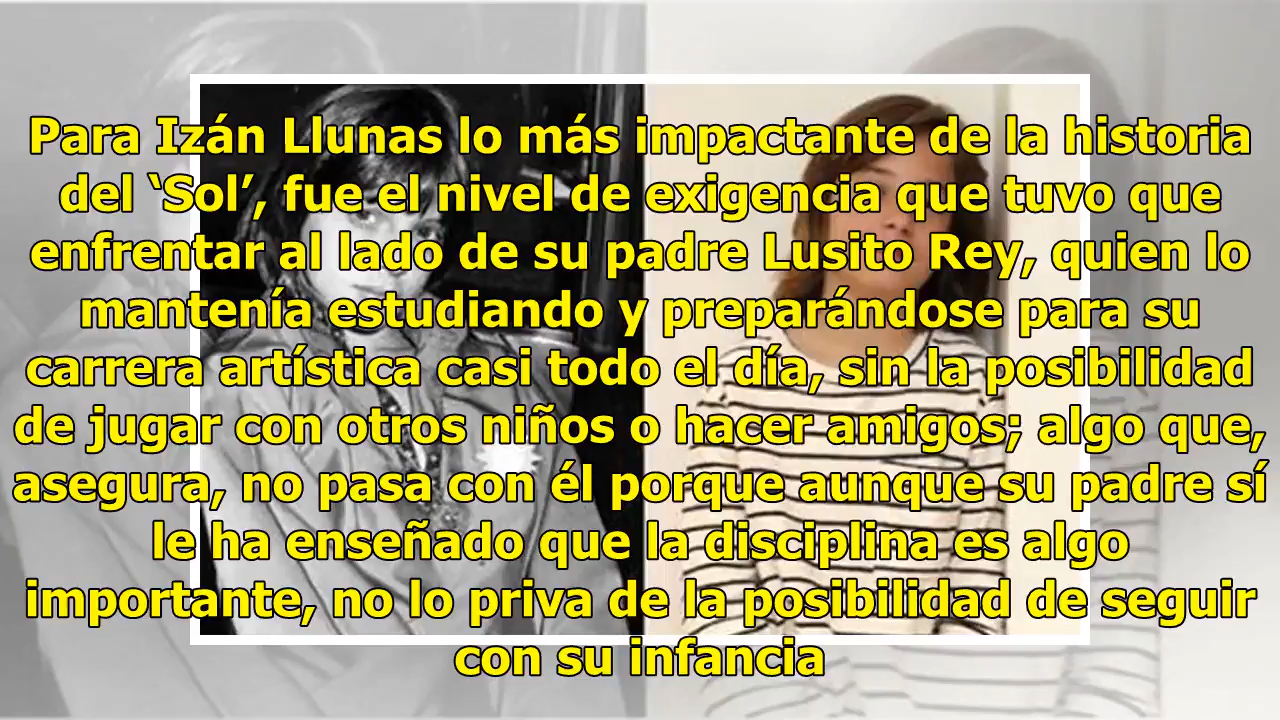 Para Izán Llunas lo más impactante de la historia
del ‘Sol’, fue el nivel de exigencia que tuvo que
enfrentar al lado de su padre Lusito Rey, quien lo
mantenía estudiando y preparándose para su
carrera artística casi todo el día, sin la posibilidad
de jugar con otros niños o hacer amigos; algo que,
asegura, no pasa con él porque aunque su padre sí
le ha enseñado que la disciplina es algo
importante, no lo priva de la posibilidad de seguir
con su infancia